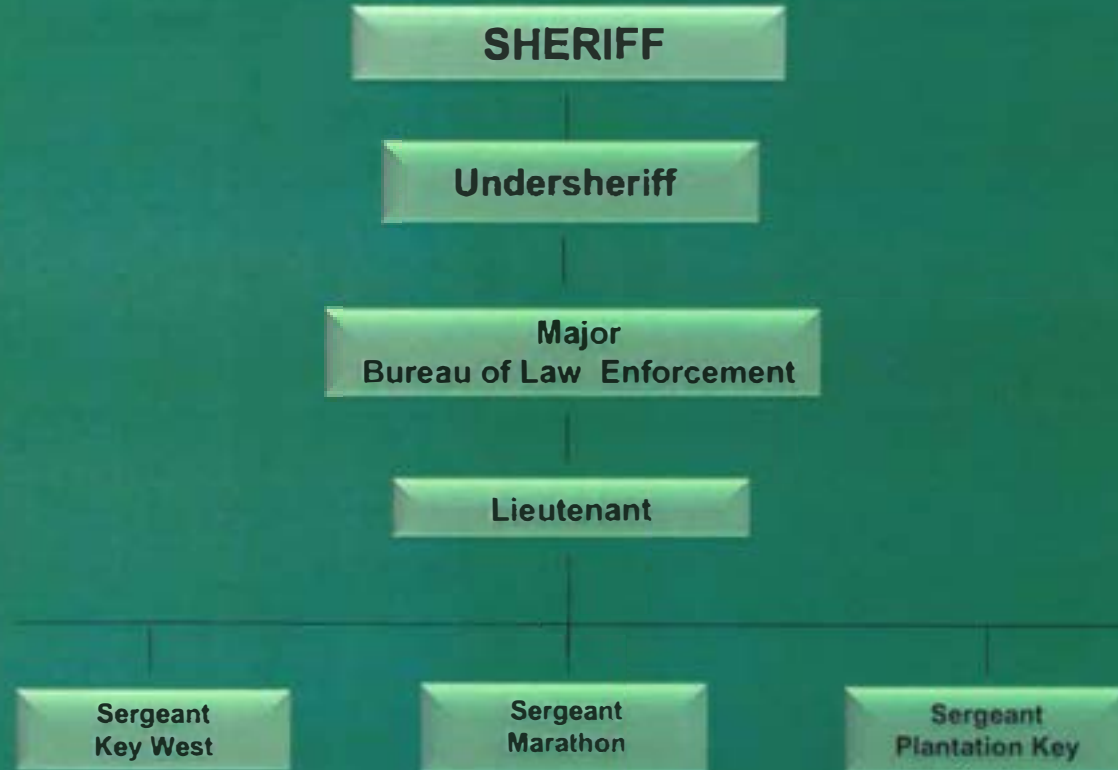 SHERIFF
Undersheriff
Major
Bureau of Law Enforcement
Lieutenant
Sergeant
Key West
Sergeant
Marathon
Sergeant
Plantation Key